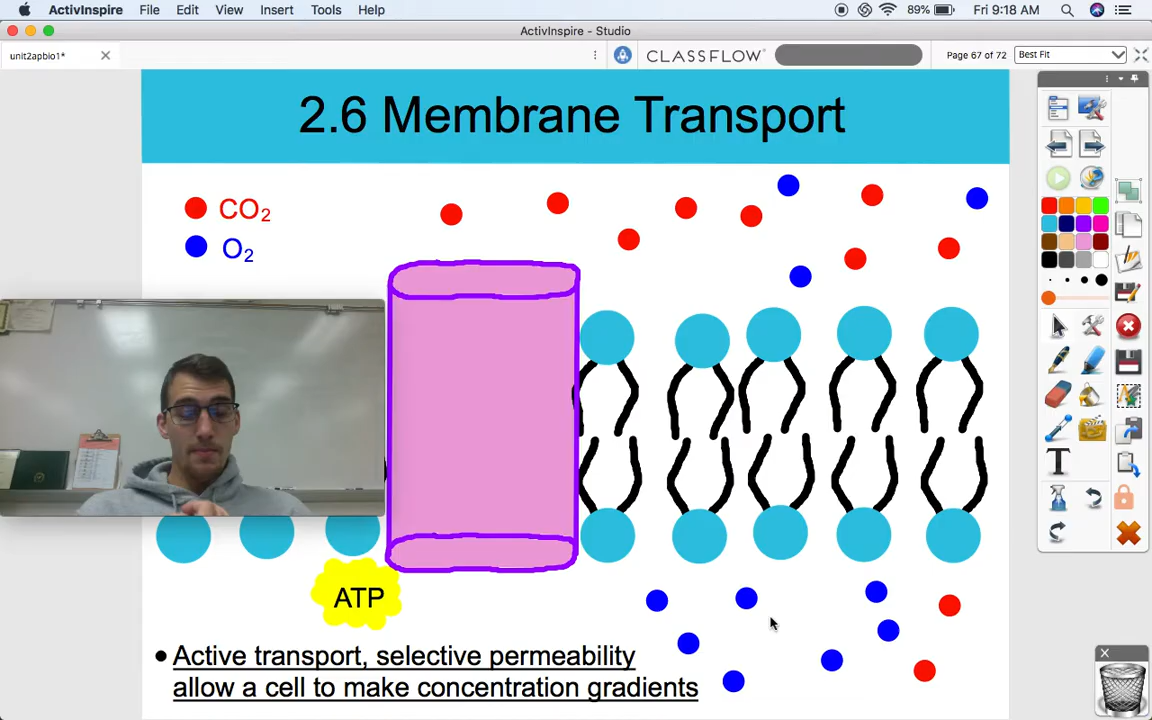 ActivInspire File Edit View Insert Tools Help 89% Fri 9:18 AM
ActivInspire - Studio
unit2apbio1* CLASSFLOW Page 67 of 72 Best Fit
2.6 Membrane Transport
CO₂
O₂
T
ATP
• Active transport, selective permeability
allow a cell to make concentration gradients